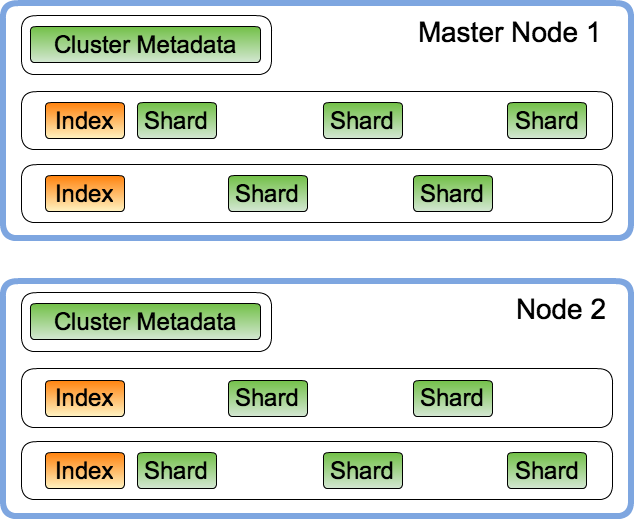 Master Node 1
Cluster Metadata
Index Shard Shard Shard
Index Shard Shard
Node 2
Cluster Metadata
Index Shard Shard
Index Shard Shard Shard